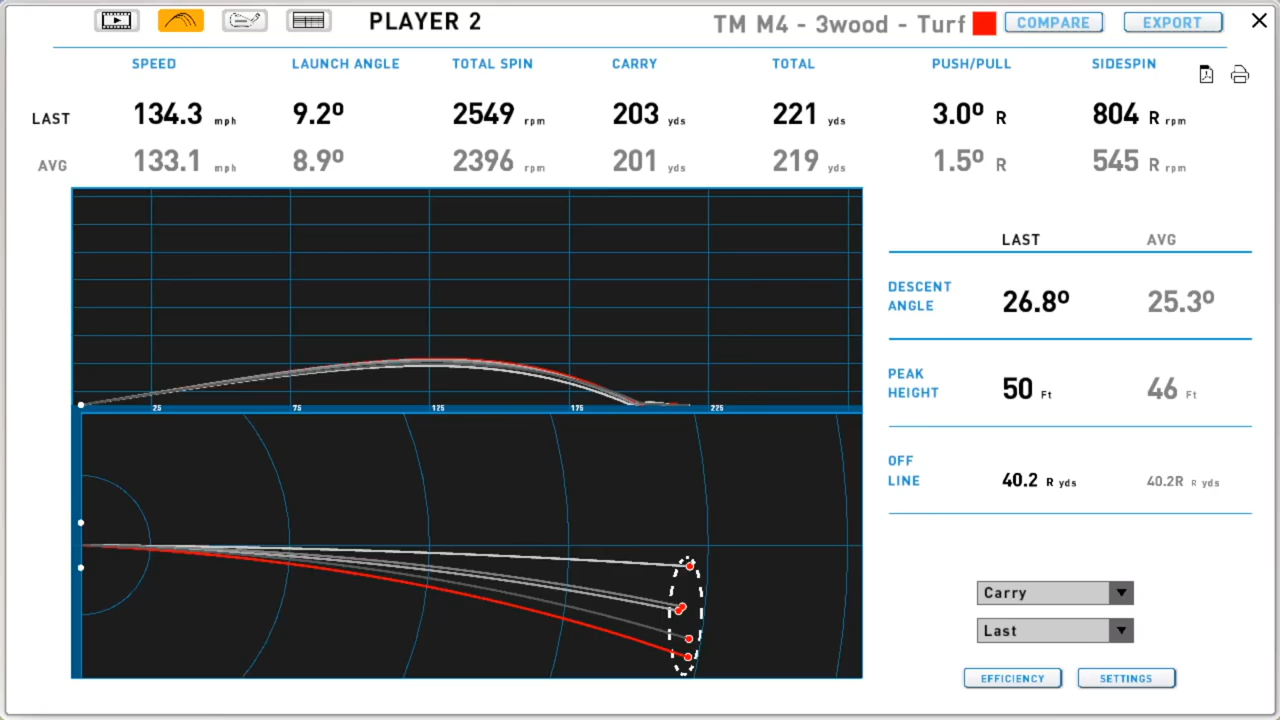 PLAYER 2
TM M4 - 3wood - Turf
COMPARE
EXPORT
SPEED LAUNCH ANGLE TOTAL SPIN CARRY TOTAL PUSH/PULL SIDESPIN
LAST 134.3 mph 9.2º 2549 rpm 203 yds 221 yds 3.0º R 804 R rpm
AVG 133.1 mph 8.9º 2396 rpm 201 yds 219 yds 1.5º R 545 R rpm
25 75 125 175 225
LAST AVG
DESCENT
ANGLE
26.8º 25.3º
PEAK
HEIGHT
50 Ft 46 Ft
OFF
LINE
40.2 R yds 40.2R R yds
Carry
Last
EFFICIENCY SETTINGS